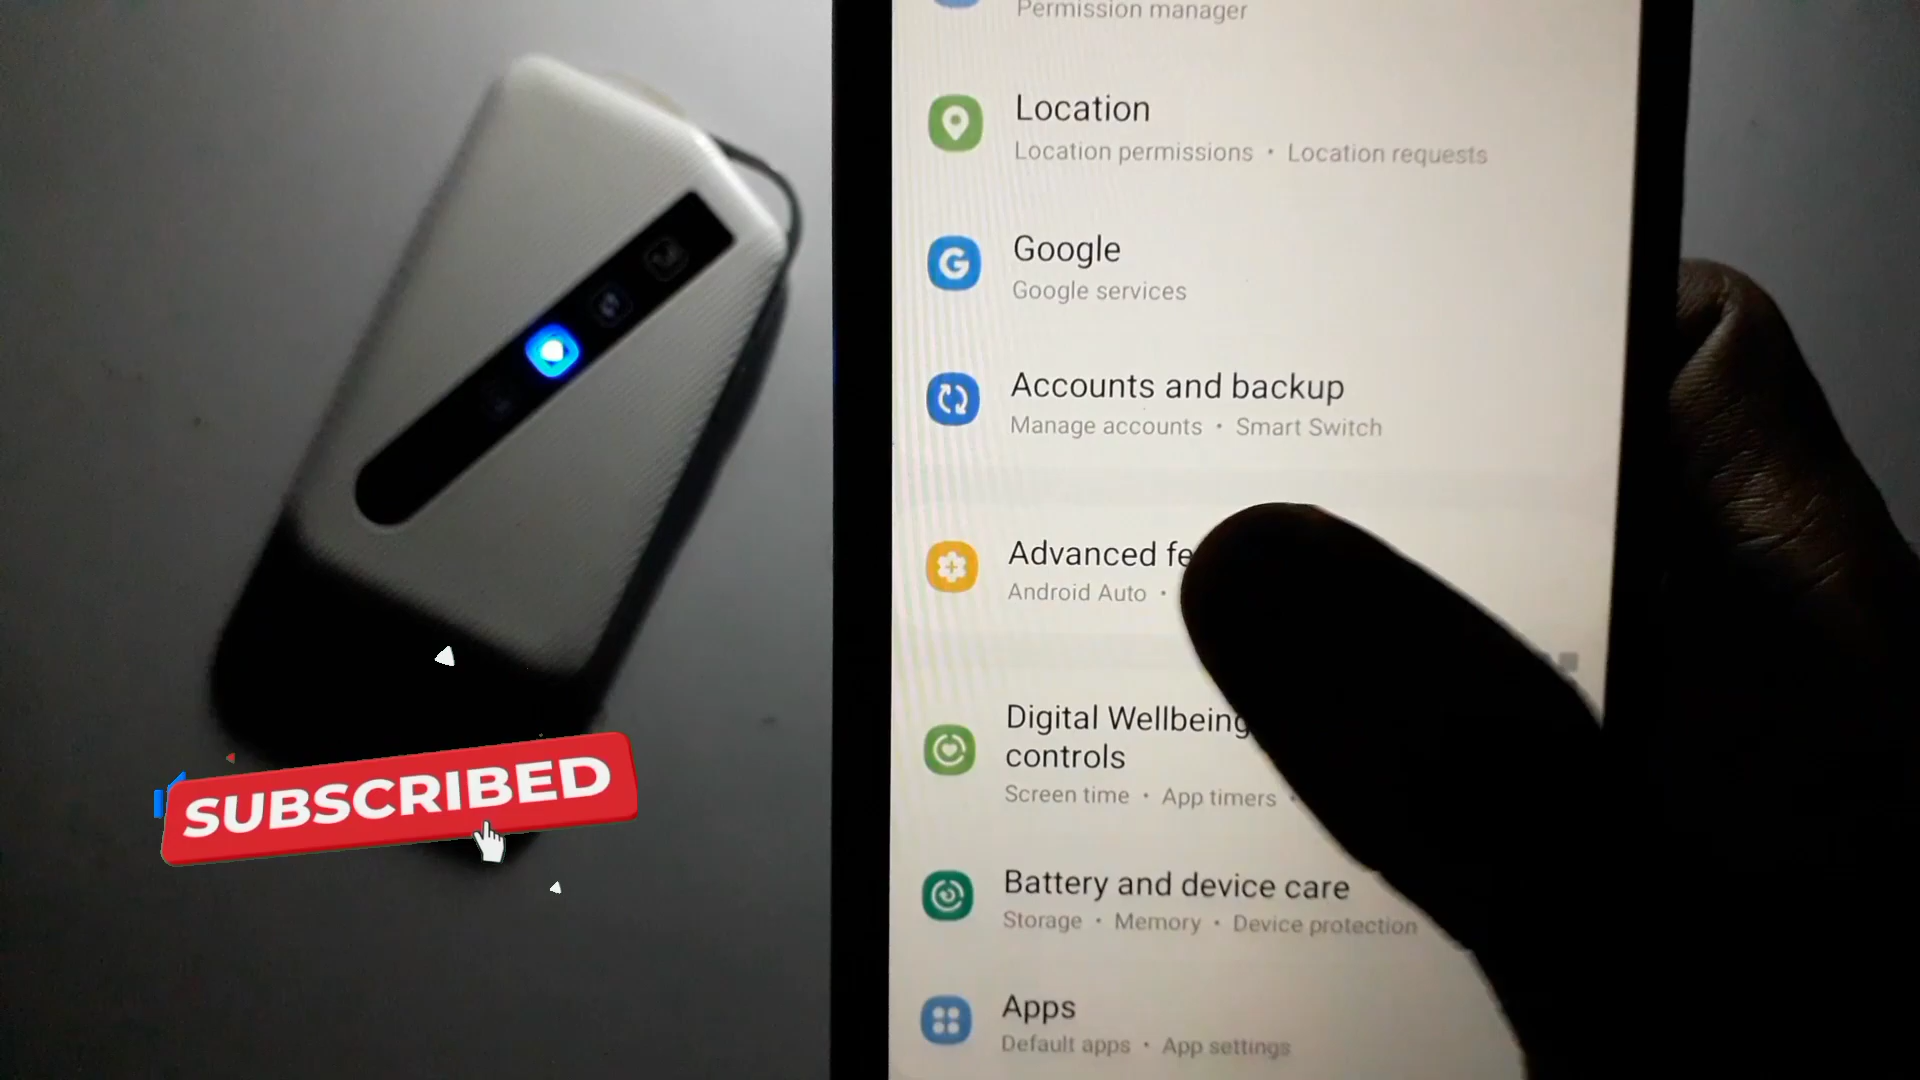 Permission manager
Location
Location permissions • Location requests
Google
Google services
Accounts and backup
Manage accounts • Smart Switch
Advanced fe
Android Auto •
Digital Wellbeing
controls
Screen time • App timers •
Battery and device care
Storage • Memory • Device protection
Apps
Default apps • App settings
SUBSCRIBED